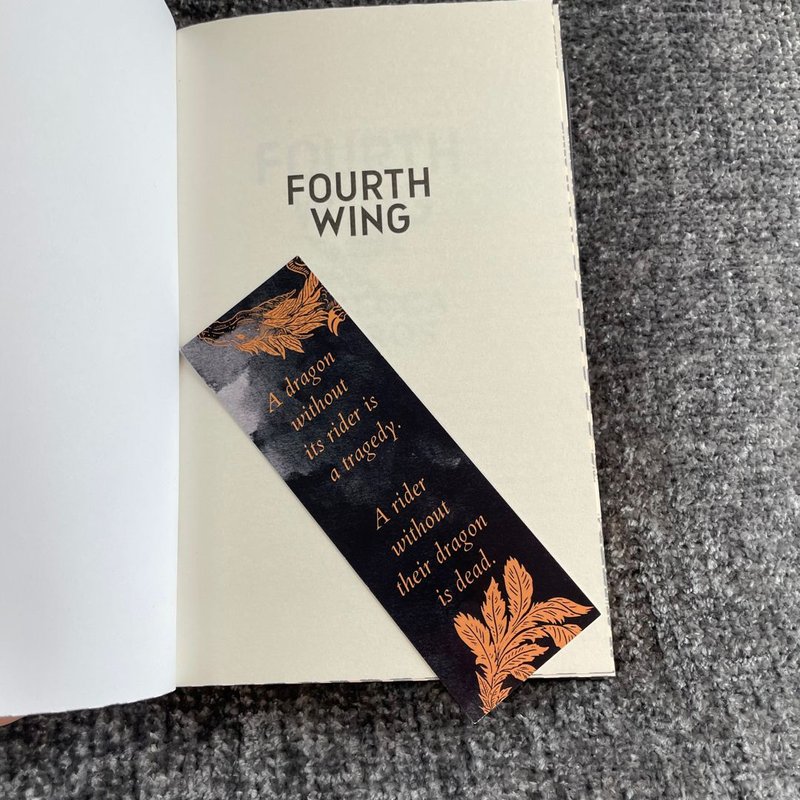 FOURTH
WING
A dragon
without
its rider is
a tragedy.
A rider
without
their dragon
is dead.